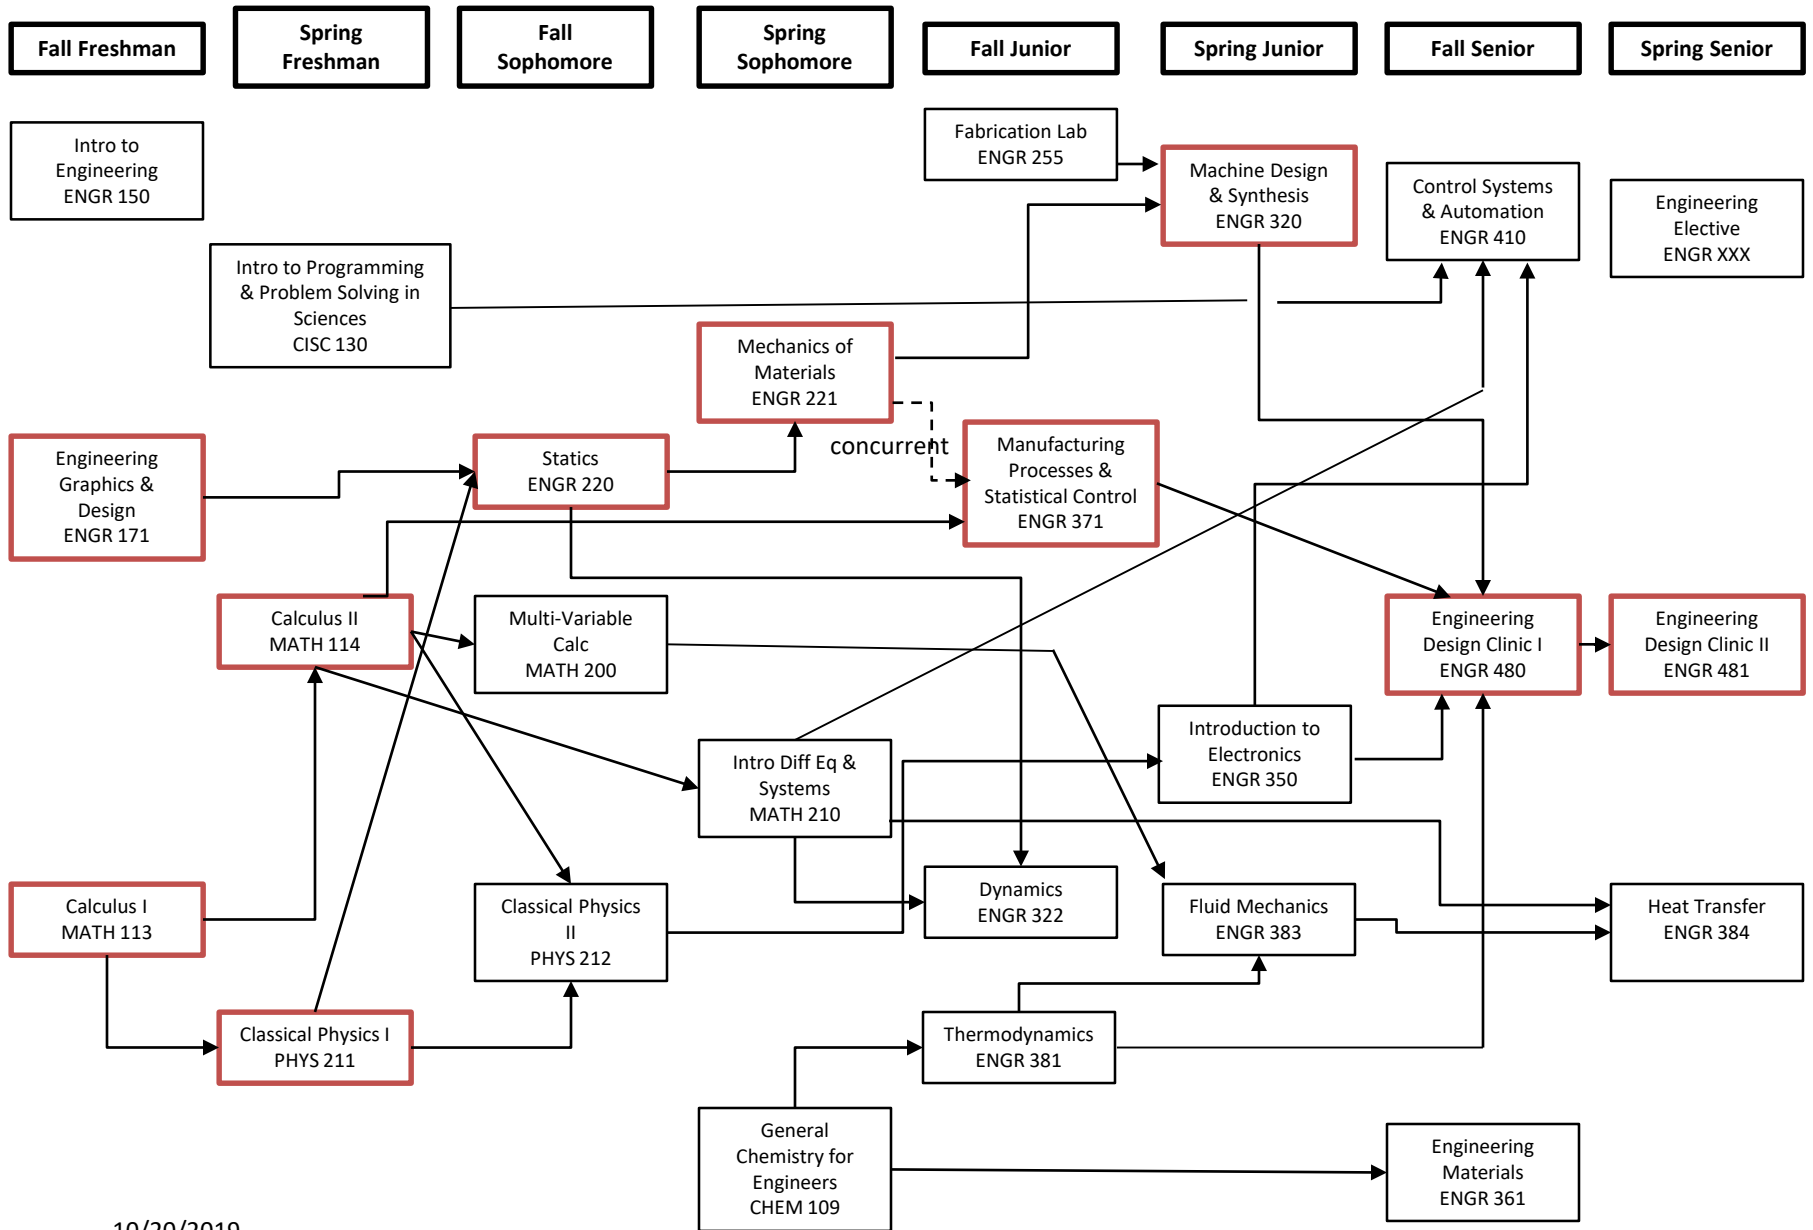 Fall Freshman
Spring
Freshman
Fall
Sophomore
Spring
Sophomore
Fall Junior
Spring Junior
Fall Senior
Spring Senior
Intro to
Engineering
ENGR 150
Fabrication Lab
ENGR 255
Machine Design
& Synthesis
ENGR 320
Control Systems
& Automation
ENGR 410
Engineering
Elective
ENGR XXX
Intro to Programming
& Problem Solving in
Sciences
CISC 130
Mechanics of
Materials
ENGR 221
concurrent
Engineering
Graphics &
Design
ENGR 171
Statics
ENGR 220
Manufacturing
Processes &
Statistical Control
ENGR 371
Calculus II
MATH 114
Multi-Variable
Calc
MATH 200
Engineering
Design Clinic I
ENGR 480
Engineering
Design Clinic II
ENGR 481
Intro Diff Eq &
Systems
MATH 210
Introduction to
Electronics
ENGR 350
Calculus I
MATH 113
Classical Physics
II
PHYS 212
Dynamics
ENGR 322
Fluid Mechanics
ENGR 383
Heat Transfer
ENGR 384
Classical Physics I
PHYS 211
Thermodynamics
ENGR 381
General
Chemistry for
Engineers
CHEM 109
Engineering
Materials
ENGR 361
10/20/2019